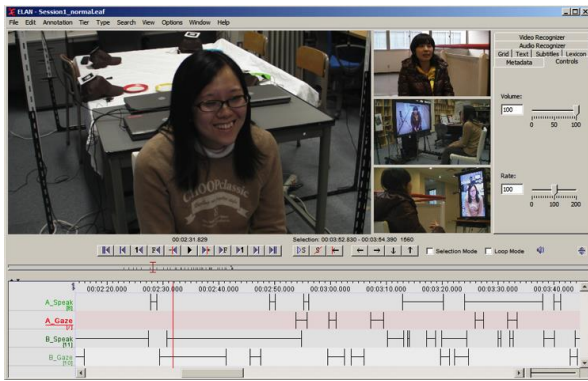 ELAN - Session1_normal.eaf
File Edit Annotation Tier Type Search View Options Window Help
Video Recognizer
Audio Recognizer
Grid Text Subtitles Lexicon
Metadata Controls
Volume:
100
0 50 100
Rate:
100
0 100 200
CHOOPclassic
00:02:31.829
Selection: 00:03:52.830 - 00:03:54.390 1560
Selection Mode
Loop Mode
00:02:20.000 00:02:30.000 00:02:40.000 00:02:50.000 00:03:00.000 00:03:10.000 00:03:20.000 00:03:30.000 00:03:40.000
A_Speak
A_Gaze
B_Speak
[11]
B_Gaze
[10]